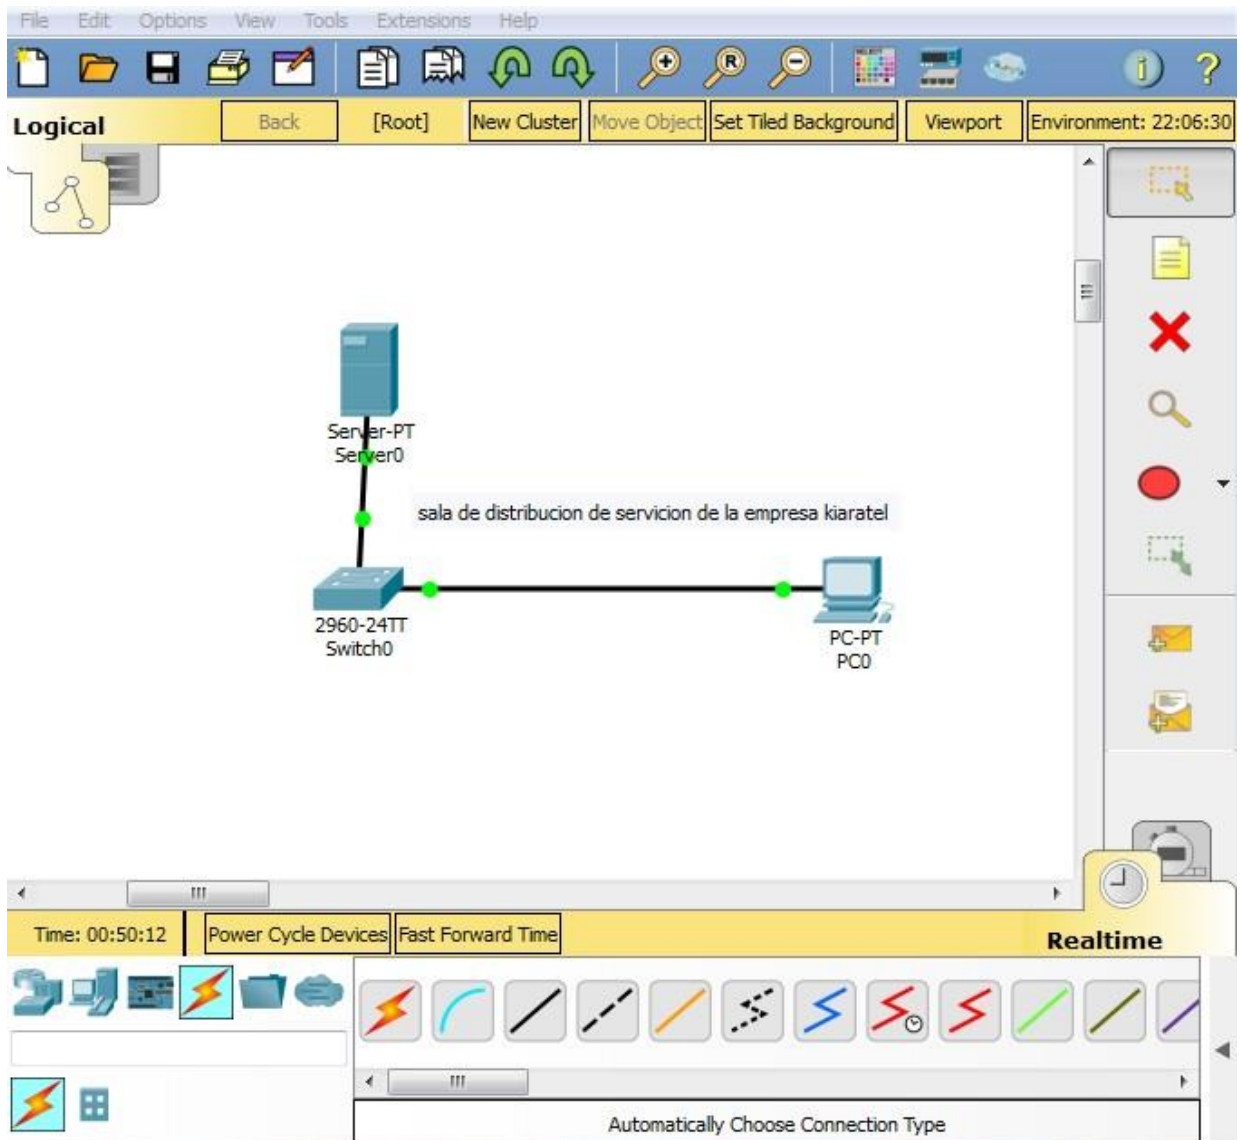 File Edit Options View Tools Extensions Help
Logical Back [Root] New Cluster Move Object Set Tiled Background Viewport Environment: 22:06:30
Server-PT
Server0
sala de distribucion de servicion de la empresa kiaratel
2960-24TT
Switch0
PC-PT
PC0
Time: 00:50:12 Power Cycle Devices Fast Forward Time Realtime
Automatically Choose Connection Type